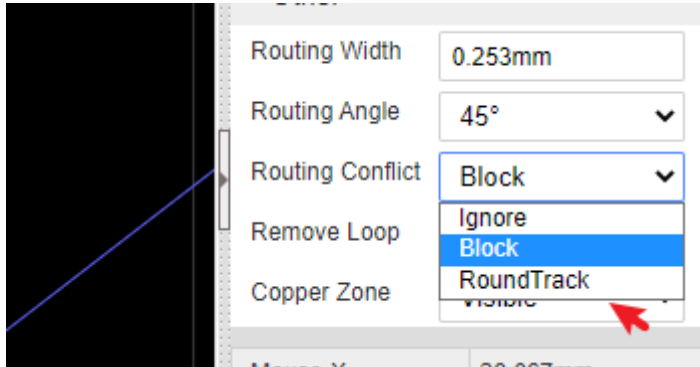 Routing Width 0.253mm
Routing Angle 45°
Routing Conflict Block
Ignore
Remove Loop
Block
RoundTrack
Copper Zone